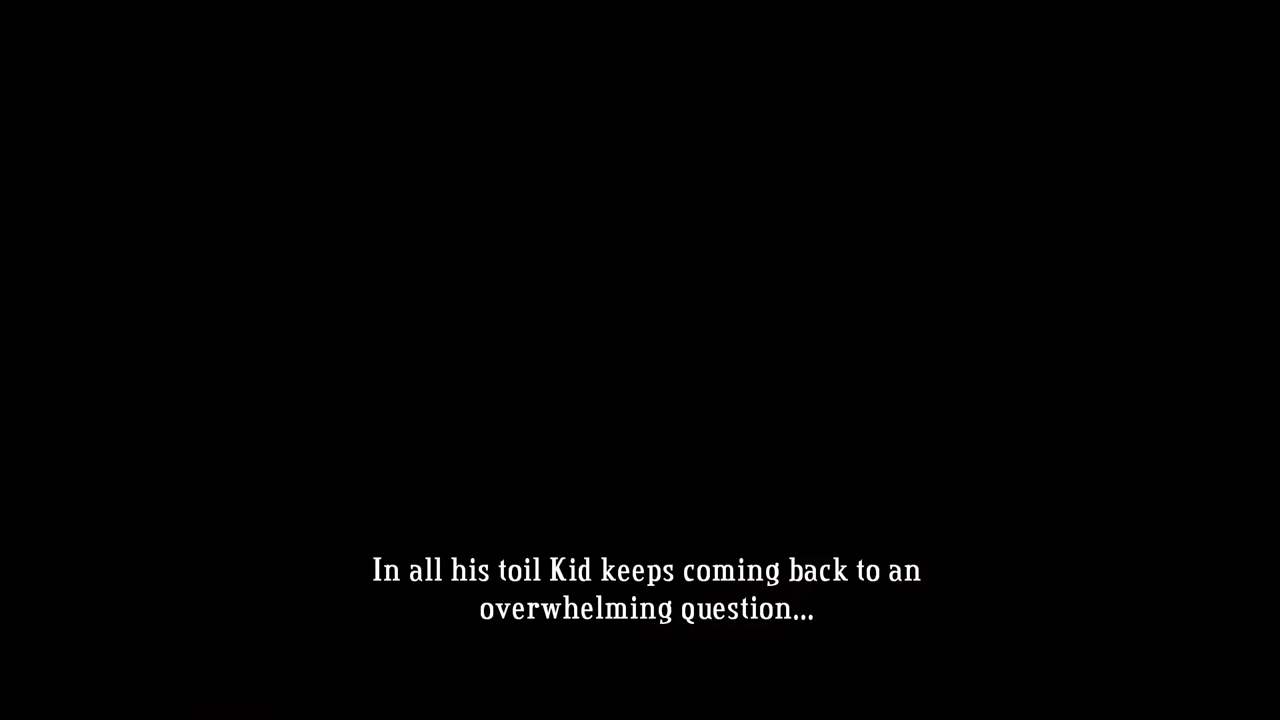 In all his toil Kid keeps coming back to an
overwhelming question...